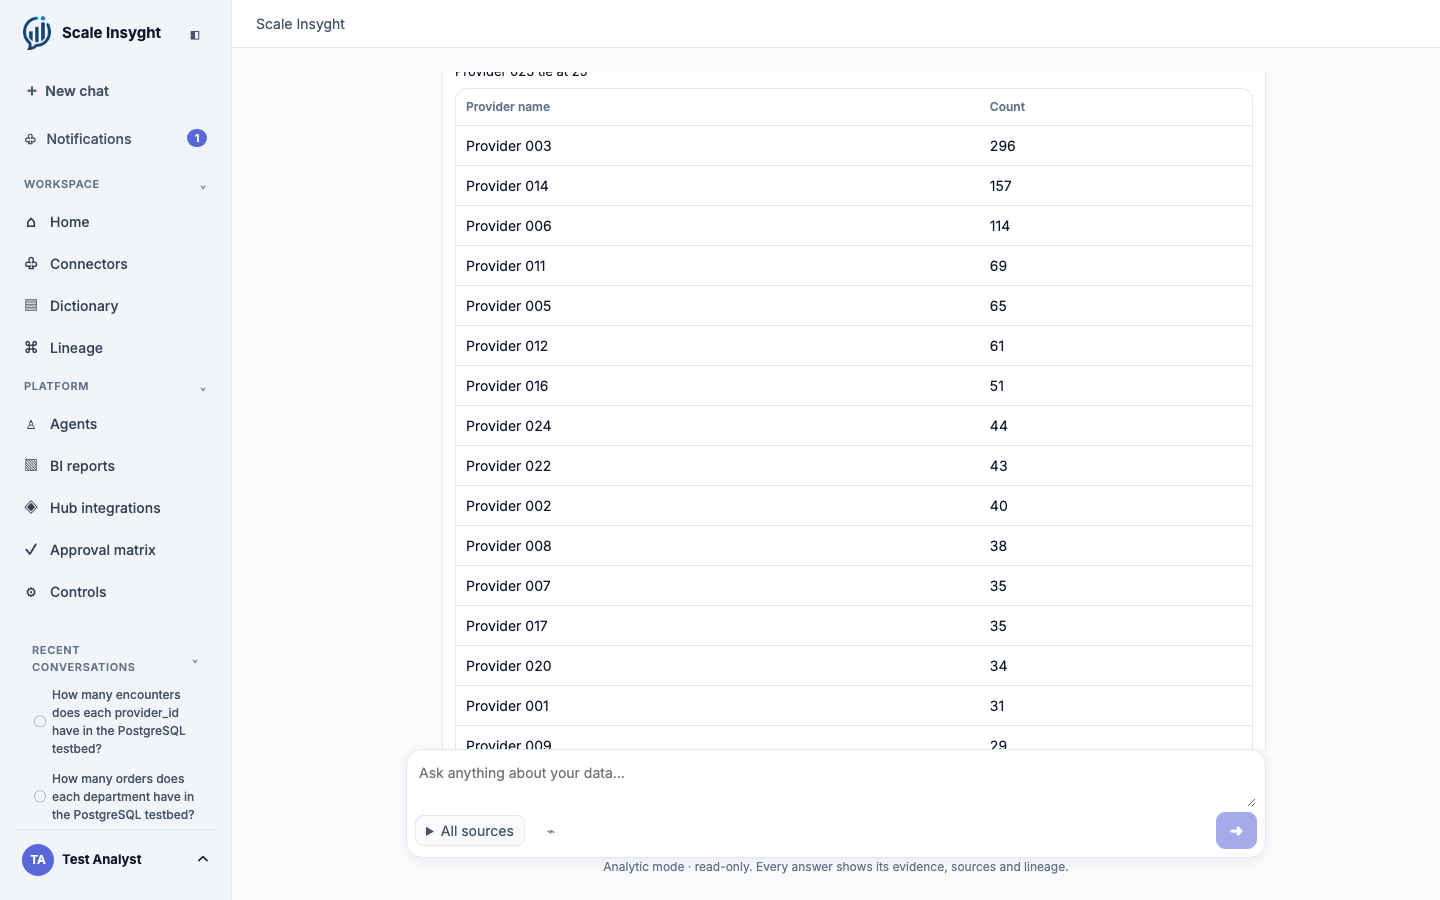 Scale Insyght
New chat
Notifications 1
WORKSPACE
Home
Connectors
Dictionary
Lineage
PLATFORM
Agents
BI reports
Hub integrations
Approval matrix
Controls
RECENT
CONVERSATIONS
How many encounters
does each provider_id
have in the PostgreSQL
testbed?
How many orders does
each department have in
the PostgreSQL testbed?
TA Test Analyst
Scale Insyght
Provider 023 tie at 25
Provider name Count
Provider 003 296
Provider 014 157
Provider 006 114
Provider 011 69
Provider 005 65
Provider 012 61
Provider 016 51
Provider 024 44
Provider 022 43
Provider 002 40
Provider 008 38
Provider 007 35
Provider 017 35
Provider 020 34
Provider 001 31
Provider 009 29
Ask anything about your data...
All sources
Analytic mode · read-only. Every answer shows its evidence, sources and lineage.